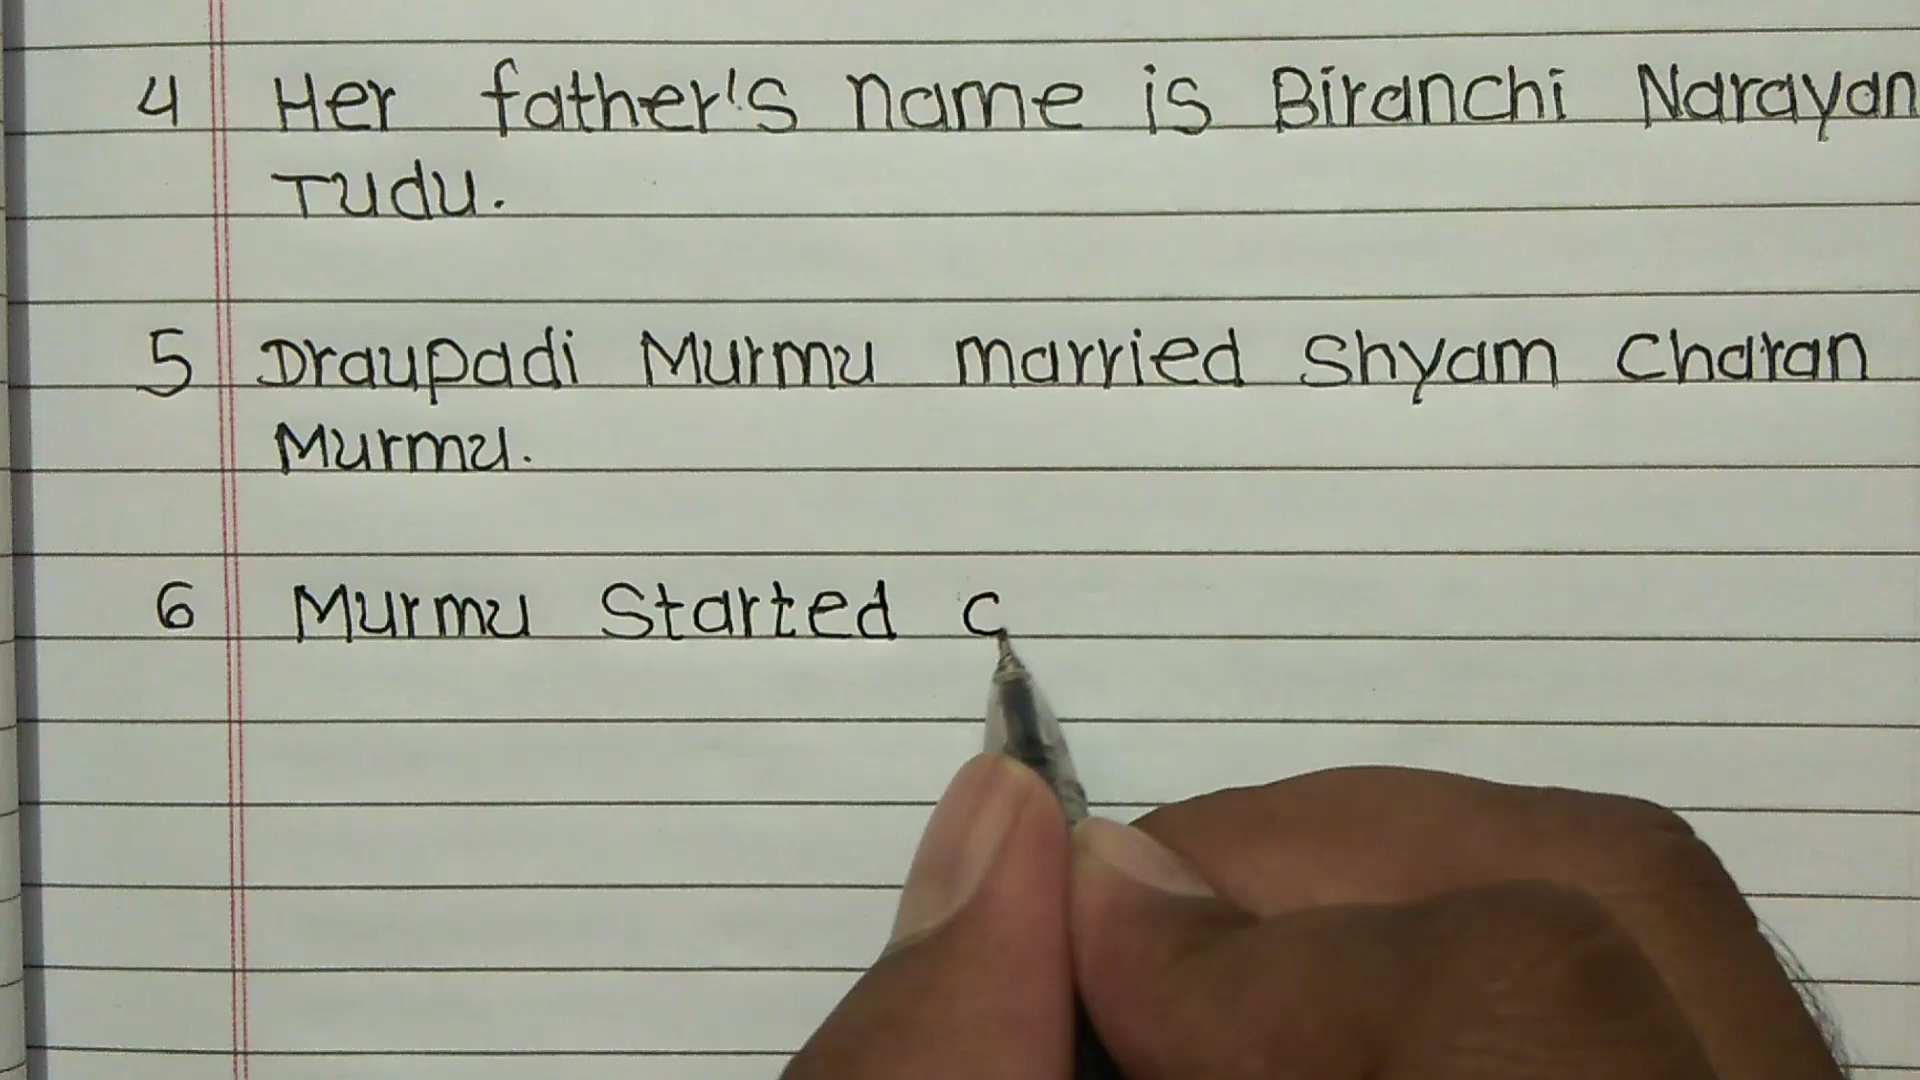 4 Her father's name is Biranchi Narayan
Tudu.
5 Draupadi Murmu married Shyam Charan
Murmu.
6 Murmu Started c